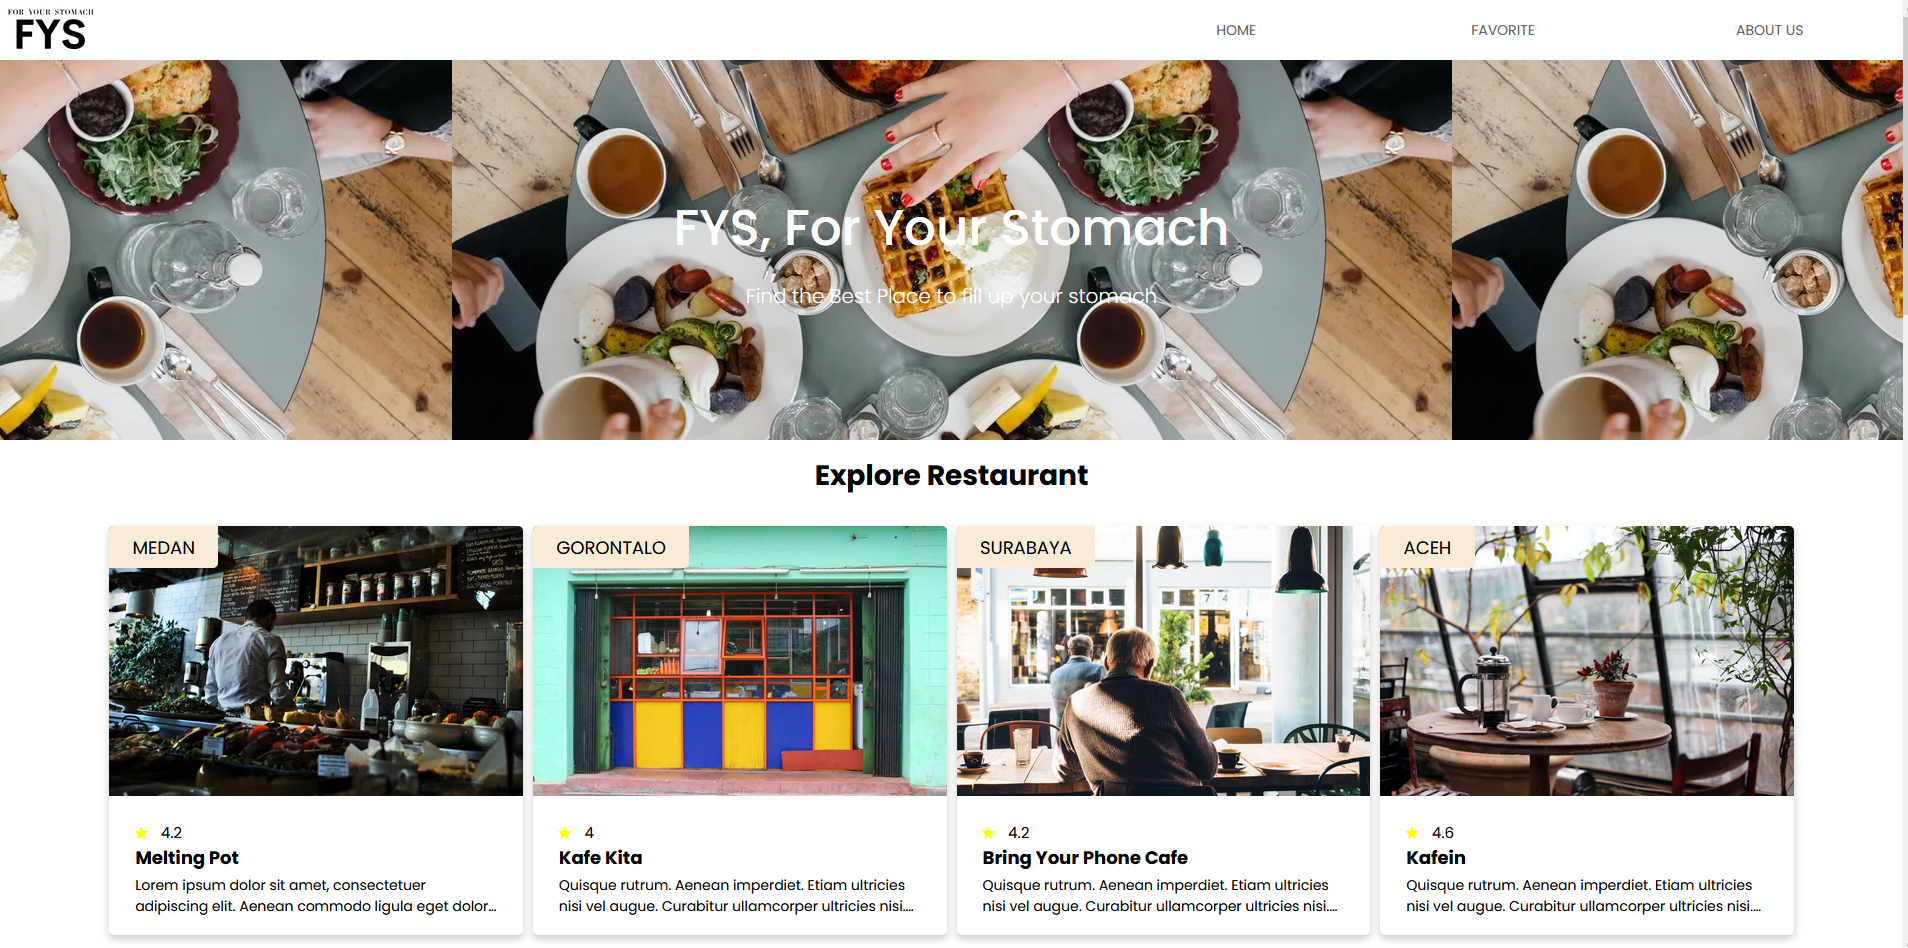 FOR YOUR STOMACH
FYS
HOME
FAVORITE
ABOUT US
FYS, For Your Stomach
Find the Best Place to fill up your stomach
Explore Restaurant
MEDAN
GORONTALO
SURABAYA
ACEH
4.2
Melting Pot
Lorem ipsum dolor sit amet, consectetuer
adipiscing elit. Aenean commodo ligula eget dolor...
4
Kafe Kita
Quisque rutrum. Aenean imperdiet. Etiam ultricies
nisi vel augue. Curabitur ullamcorper ultricies nisi....
4.2
Bring Your Phone Cafe
Quisque rutrum. Aenean imperdiet. Etiam ultricies
nisi vel augue. Curabitur ullamcorper ultricies nisi....
4.6
Kafein
Quisque rutrum. Aenean imperdiet. Etiam ultricies
nisi vel augue. Curabitur ullamcorper ultricies nisi....